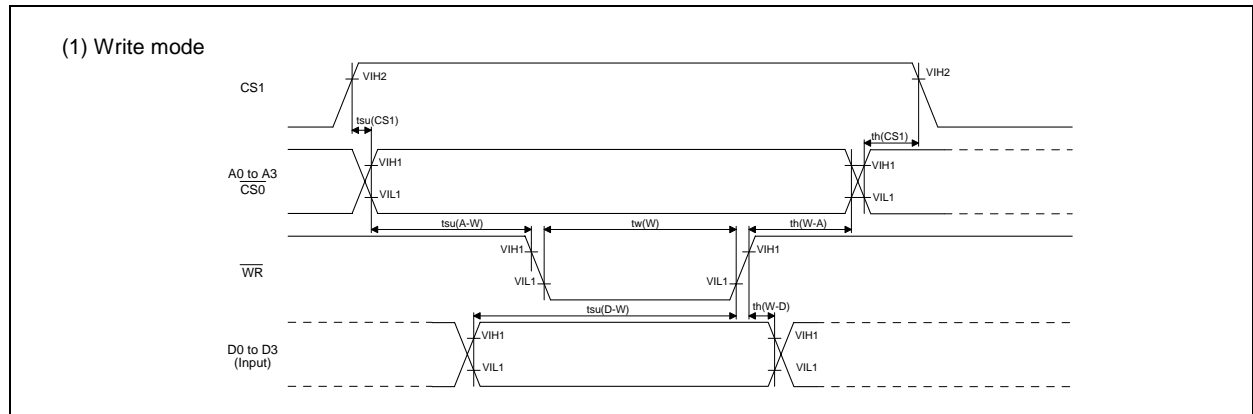 (1) Write mode
CS1
VIH2
VIH2
tsu(CS1)
th(CS1)
A0 to A3
CS0
VIH1
VIL1
VIH1
VIL1
tsu(A-W)
tw(W)
th(W-A)
WR
VIH1
VIL1
VIH1
VIL1
tsu(D-W)
th(W-D)
D0 to D3
(Input)
VIH1
VIL1
VIH1
VIL1